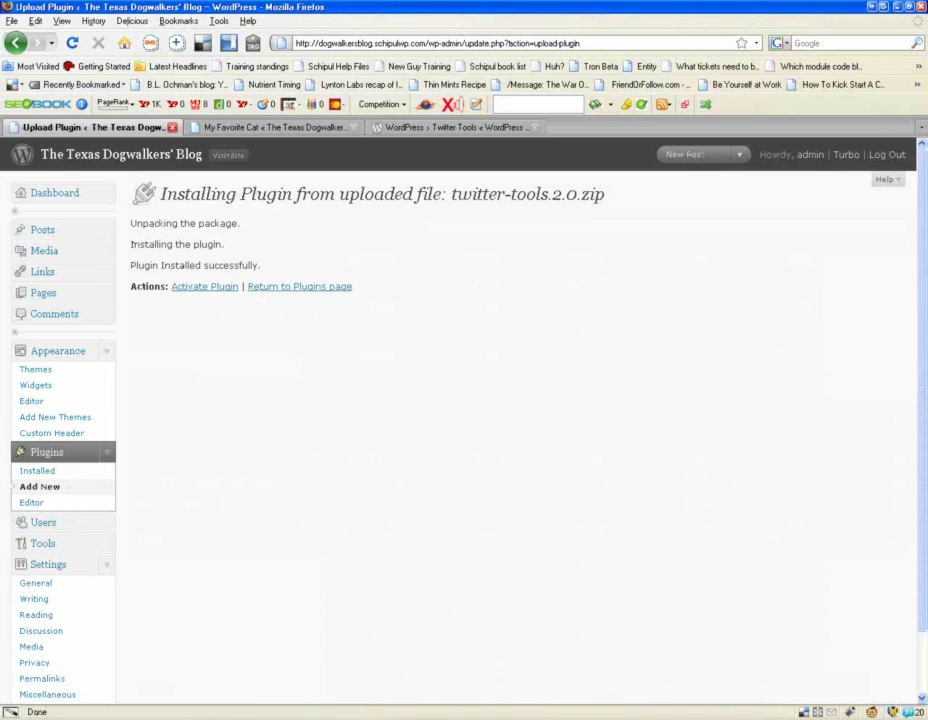 Upload Plugin ‹ The Texas Dogwalkers' Blog — WordPress - Mozilla Firefox
File Edit View History Delicious Bookmarks Tools Help
http://dogwalkersblog.schipulwp.com/wp-admin/update.php?action=upload-plugin
Google
Most Visited Getting Started Latest Headlines Training standings Schipul Help Files New Guy Training Schipul book list Huh? Tron Beta Entity What tickets need to b... Which module code bl...
Recently Bookmarked B.L. Ochman's blog: Y... Nutrient Timing Lynton Labs recap of I... Thin Mints Recipe /Message: The War O... FriendOrFollow.com - ... Be Yourself at Work How To Kick Start A C...
SEOBOOK PageRank 1K 0 8 0 0 0 Competition
Upload Plugin ‹ The Texas Dogw... My Favorite Cat « The Texas Dogwalker... WordPress › Twitter Tools « WordPress ...
The Texas Dogwalkers' Blog Visit Site New Post Howdy, admin | Turbo | Log Out
Help
Dashboard
Installing Plugin from uploaded file: twitter-tools.2.0.zip
Unpacking the package.
Posts
Installing the plugin.
Media
Plugin Installed successfully.
Links
Actions: Activate Plugin | Return to Plugins page
Pages
Comments
Appearance
Themes
Widgets
Editor
Add New Themes
Custom Header
Plugins
Installed
Add New
Editor
Users
Tools
Settings
General
Writing
Reading
Discussion
Media
Privacy
Permalinks
Miscellaneous
Done
20